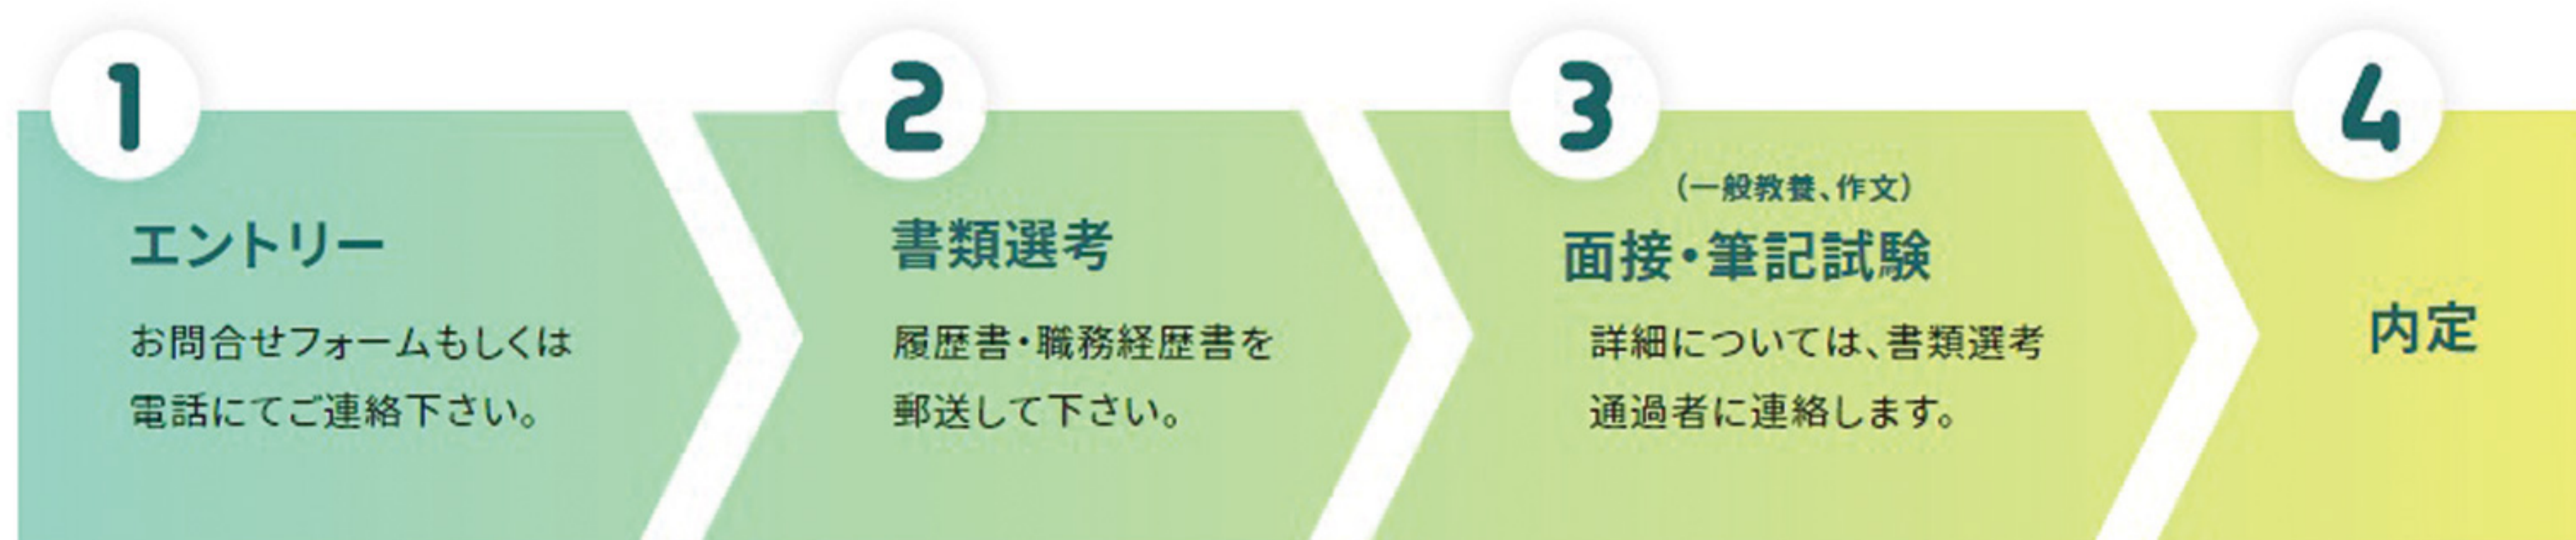 1
エントリー
お問合せフォームもしくは
電話にてご連絡下さい。
2
書類選考
履歴書・職務経歴書を
郵送して下さい。
3
（一般教養、作文）
面接・筆記試験
詳細については、書類選考
通過者に連絡します。
4
内定